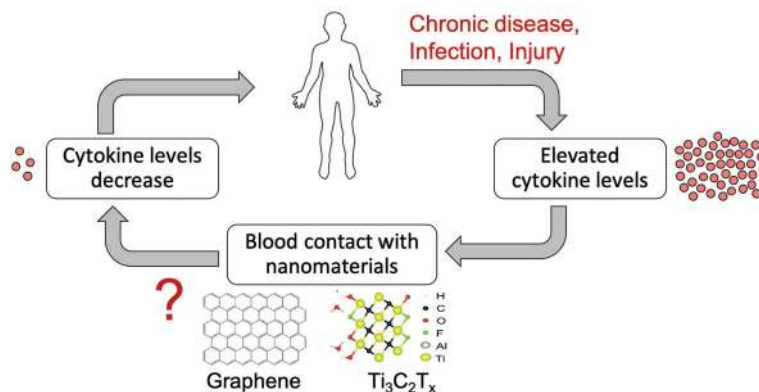 Chronic disease,
Infection, Injury
Cytokine levels
decrease
Elevated
cytokine levels
Blood contact with
nanomaterials
?
H
C
O
F
Al
Ti
Graphene
Ti₃C₂Tₓ